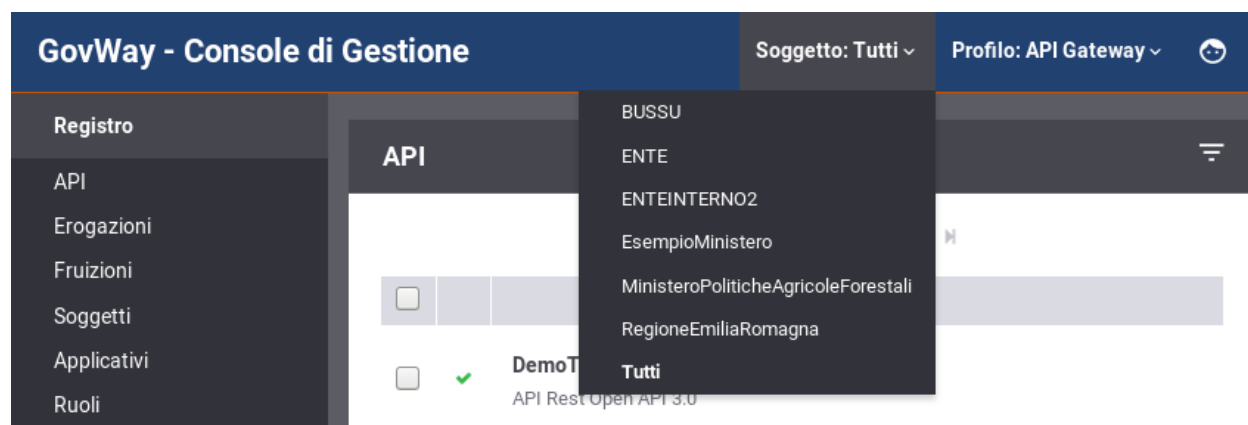 GovWay - Console di Gestione
Soggetto: Tutti
Profilo: API Gateway
Registro
API
Erogazioni
Fruizioni
Soggetti
Applicativi
Ruoli
BUSSU
ENTE
ENTEINTERNO2
EsempioMinistero
MinisteroPoliticheAgricoleForestali
RegioneEmiliaRomagna
Tutti
API
DemoT
API Rest Open API 3.0